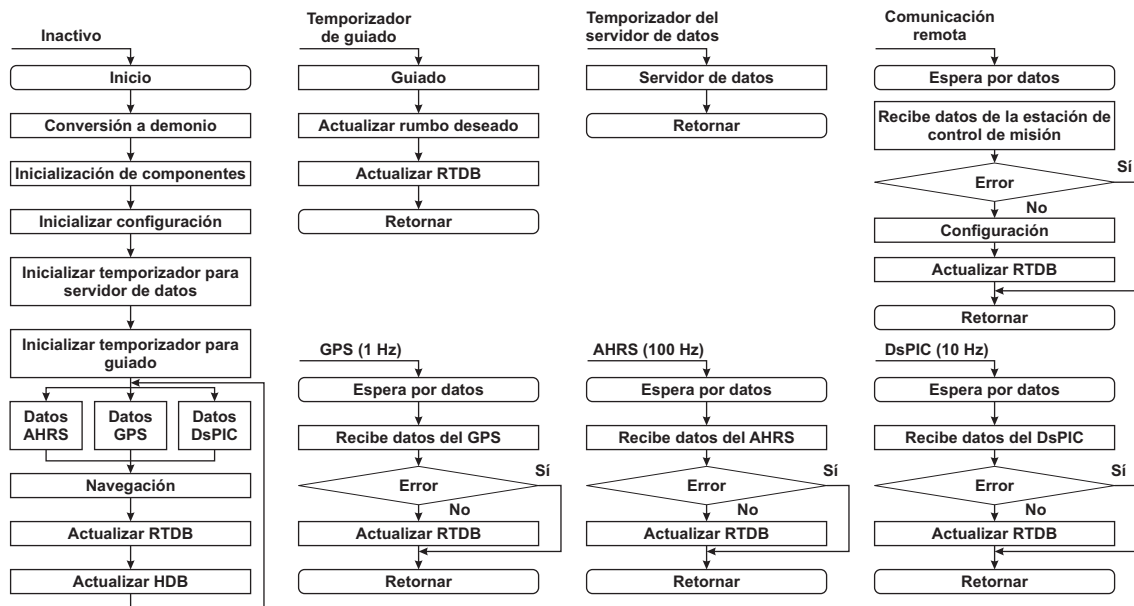 Inactivo
Inicio
Conversión a demonio
Inicialización de componentes
Inicializar configuración
Inicializar temporizador para
servidor de datos
Inicializar temporizador para
guiado
Datos
AHRS
Datos
GPS
Datos
DsPIC
Navegación
Actualizar RTDB
Actualizar HDB
Temporizador
de guiado
Guiado
Actualizar rumbo deseado
Actualizar RTDB
Retornar
Temporizador del
servidor de datos
Servidor de datos
Retornar
Comunicación
remota
Espera por datos
Recibe datos de la estación de
control de misión
Error
Sí
No
Configuración
Actualizar RTDB
Retornar
GPS (1 Hz)
Espera por datos
Recibe datos del GPS
Error
Sí
No
Actualizar RTDB
Retornar
AHRS (100 Hz)
Espera por datos
Recibe datos del AHRS
Error
Sí
No
Actualizar RTDB
Retornar
DsPIC (10 Hz)
Espera por datos
Recibe datos del DsPIC
Error
Sí
No
Actualizar RTDB
Retornar